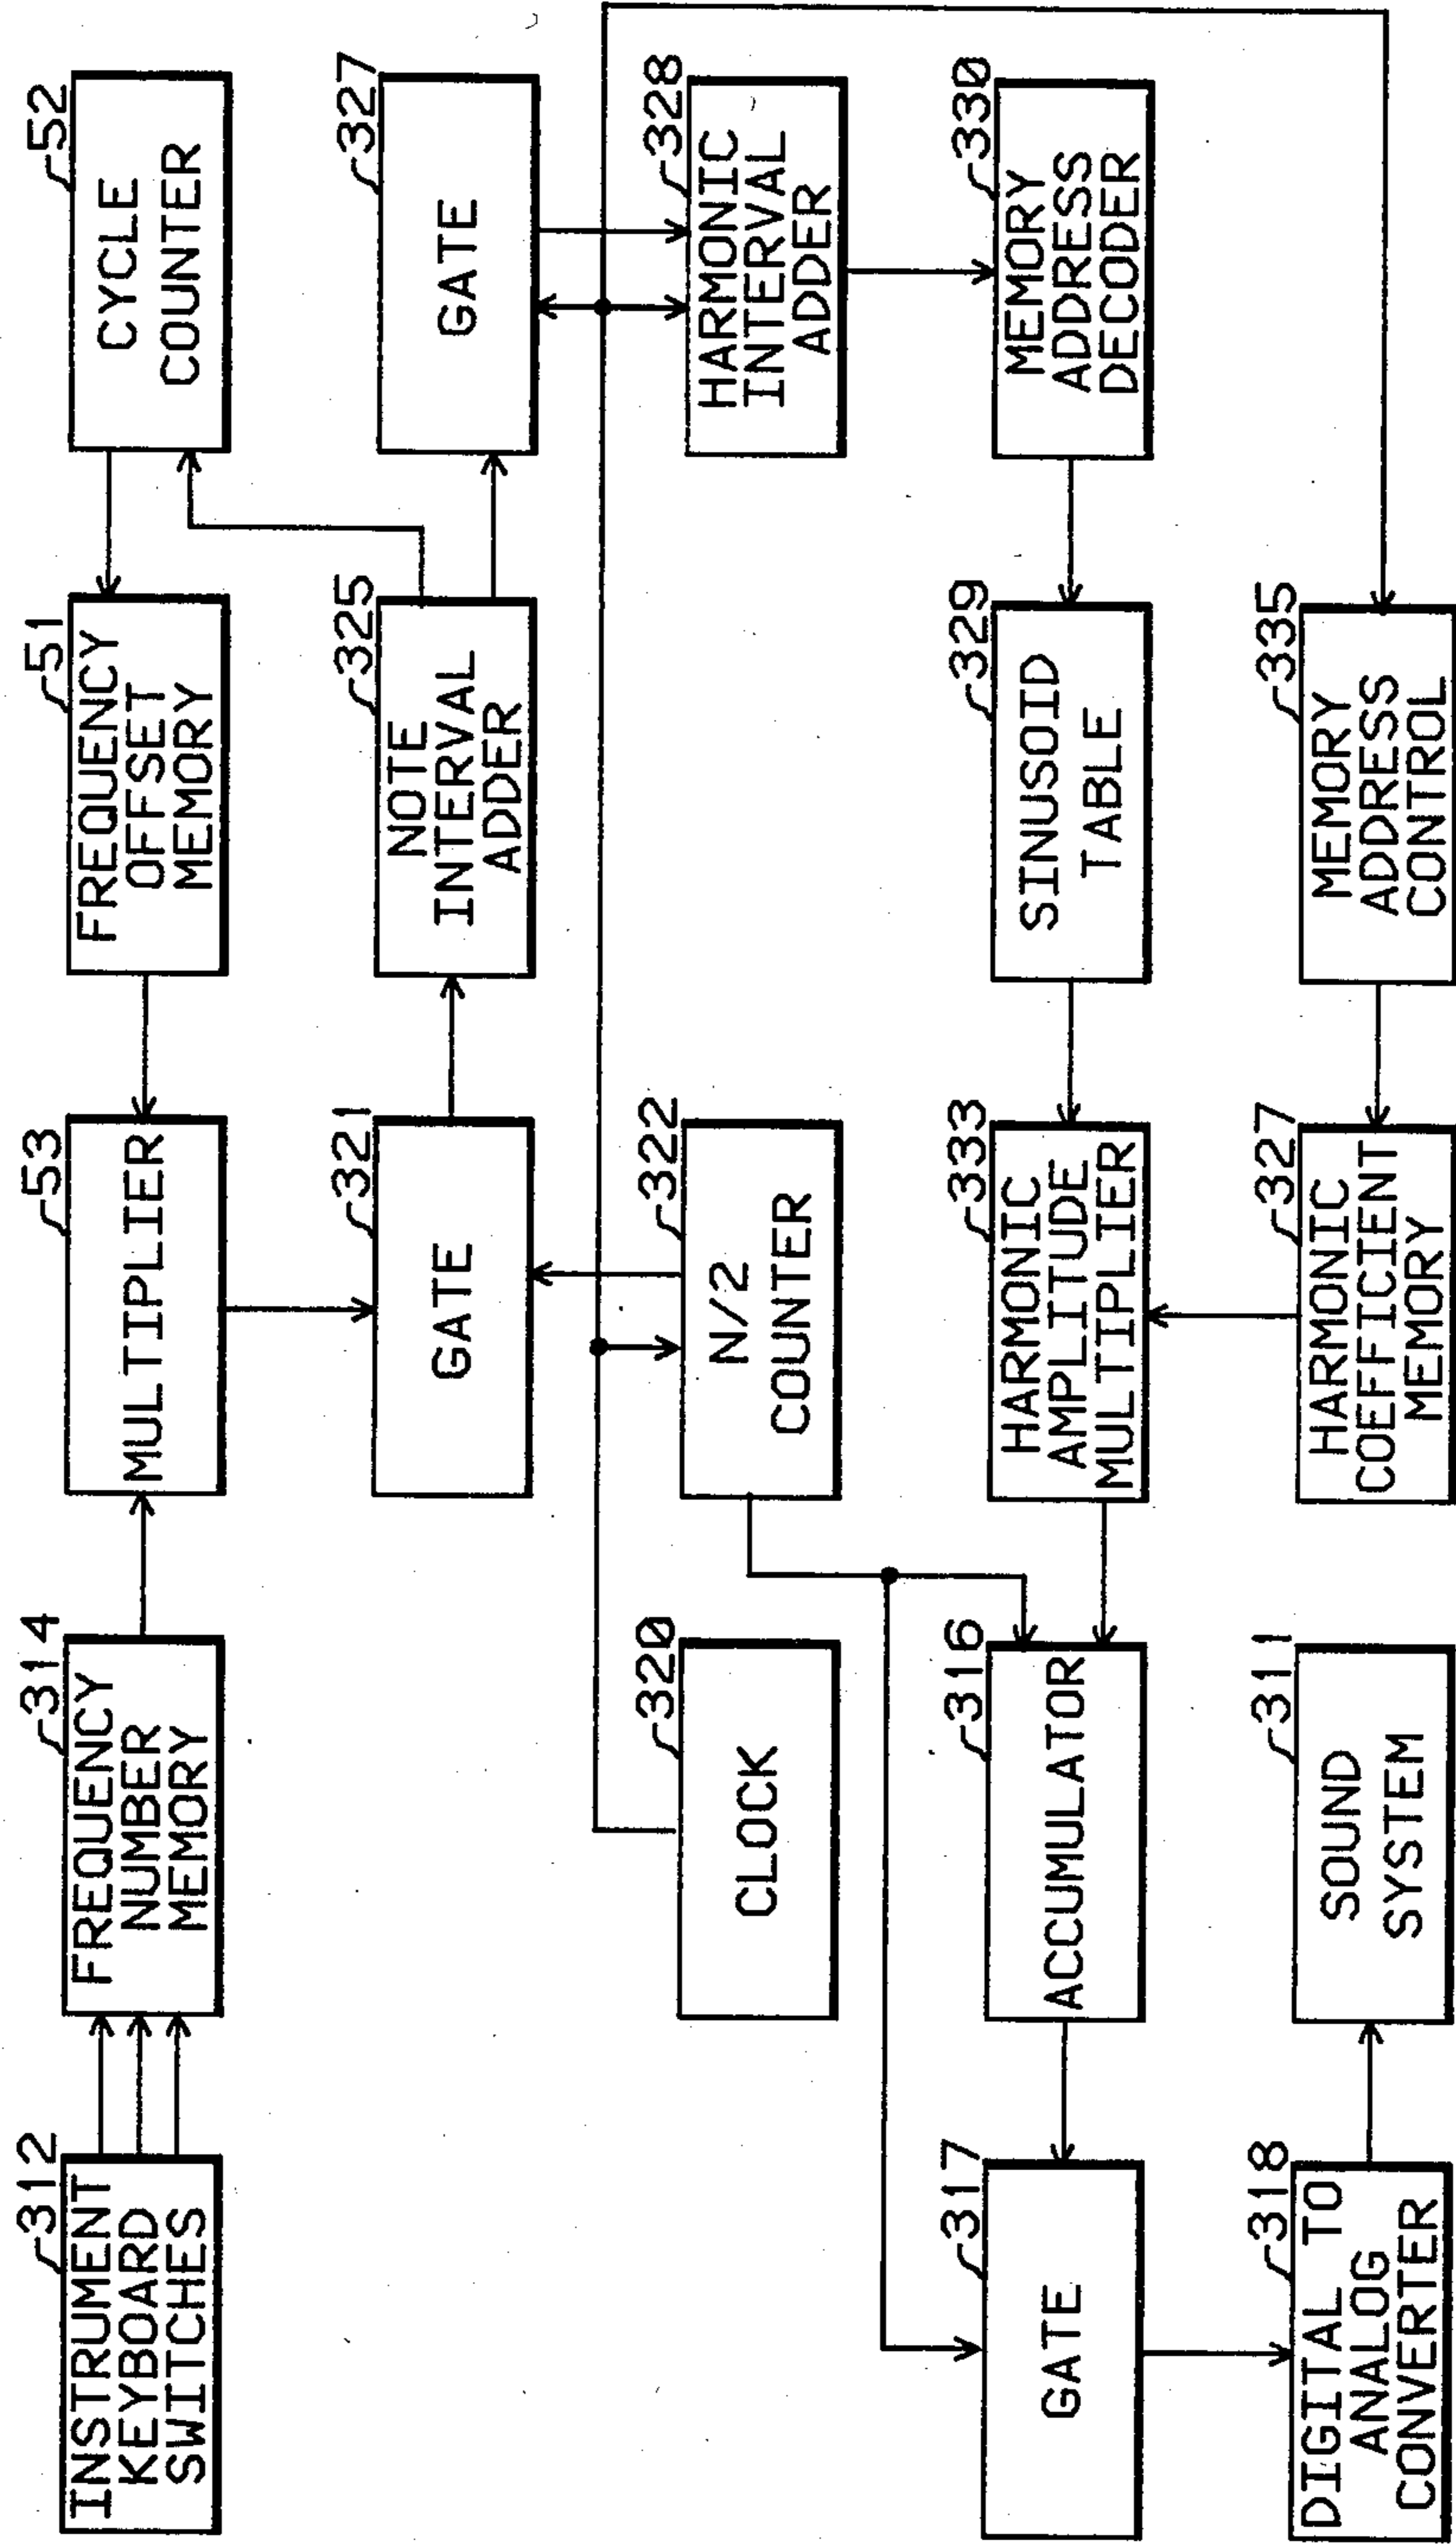 312
INSTRUMENT
KEYBOARD
SWITCHES
314
FREQUENCY
NUMBER
MEMORY
53
MULTIPLIER
51
FREQUENCY
OFFSET
MEMORY
52
CYCLE
COUNTER
321
GATE
325
NOTE
INTERVAL
ADDER
327
GATE
320
CLOCK
322
N/2
COUNTER
328
HARMONIC
INTERVAL
ADDER
317
GATE
316
ACCUMULATOR
333
HARMONIC
AMPLITUDE
MULTIPLIER
329
SINUSOID
TABLE
330
MEMORY
ADDRESS
DECODER
318
DIGITAL TO
ANALOG
CONVERTER
311
SOUND
SYSTEM
327
HARMONIC
COEFFICIENT
MEMORY
335
MEMORY
ADDRESS
CONTROL